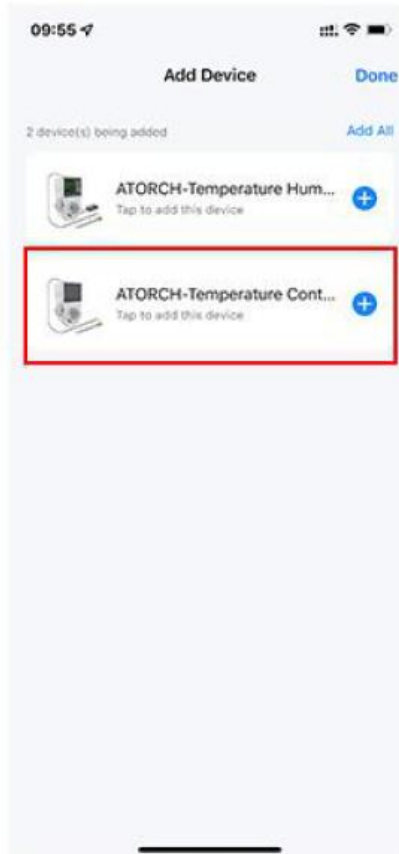 09:55
Add Device
Done
2 device(s) being added
Add All
ATORCH-Temperature Hum...
Tap to add this device
ATORCH-Temperature Cont...
Tap to add this device